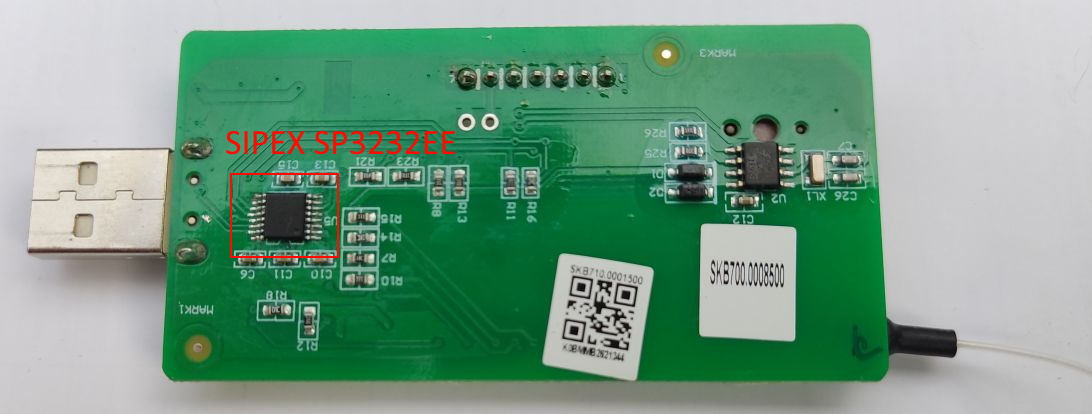 MARK3
SIPEX SP3232EE
R26
R25
C15
C13
R21
R23
D1
D2
R8
R13
R11
R16
U5
R15
R14
R7
R10
U2
XL1
C26
C12
C6
C11
C10
SKB710.0001500
SKB700.0008500
MARK1
R18
R12